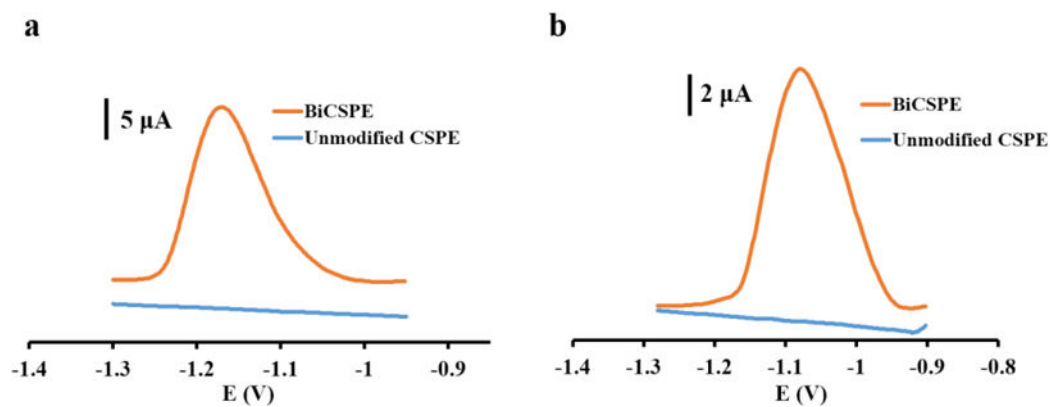 a
5 μA
BiCSPE
Unmodified CSPE
-1.4 -1.3 -1.2 -1.1 -1 -0.9
E (V)
b
2 μA
BiCSPE
Unmodified CSPE
-1.4 -1.3 -1.2 -1.1 -1 -0.9 -0.8
E (V)